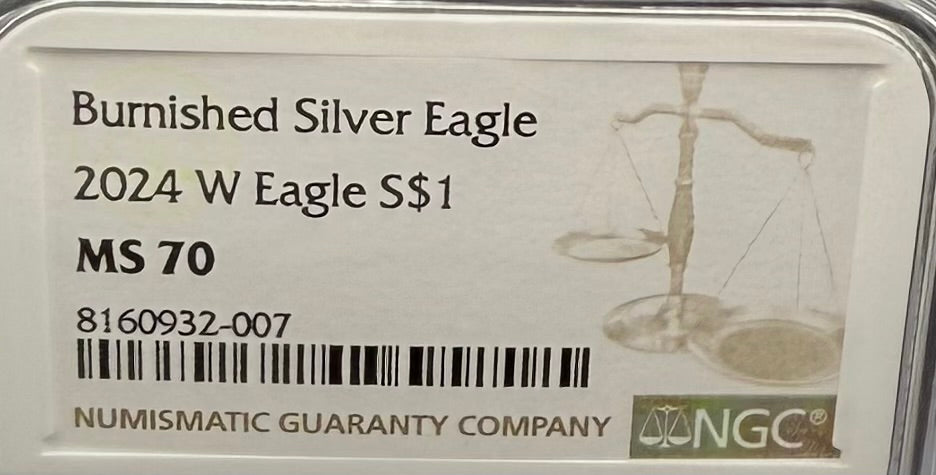 Burnished Silver Eagle
2024 W Eagle S$1
MS 70
8160932-007
NUMISMATIC GUARANTY COMPANY
NGC®